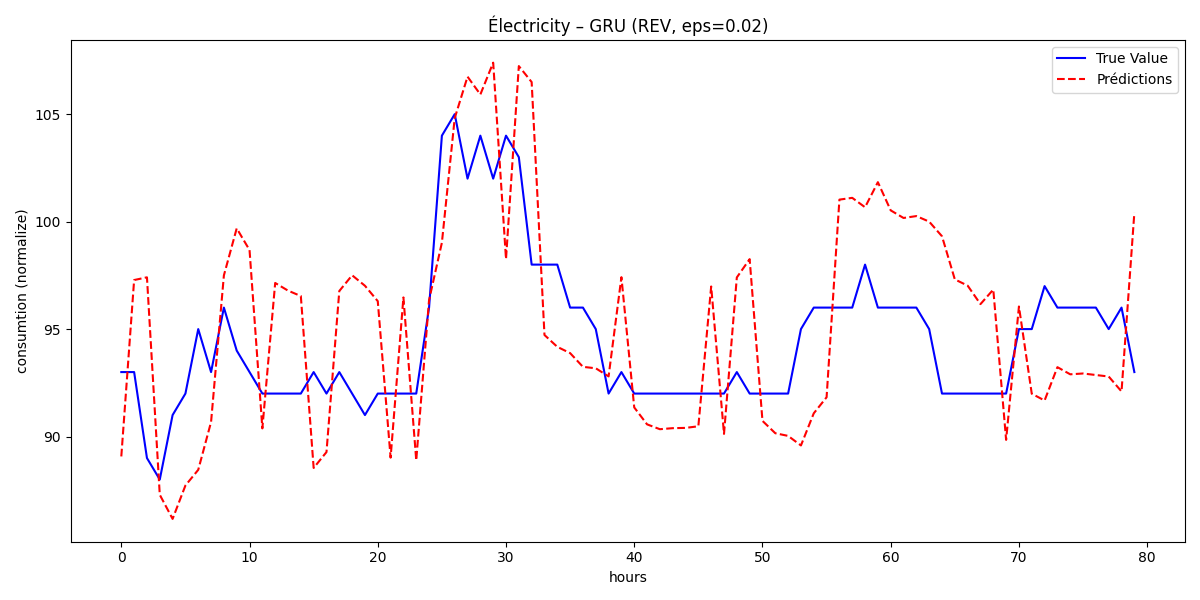 Électricity – GRU (REV, eps=0.02)
True Value
Prédictions
consumtion (normalize)
105
100
95
90
0 10 20 30 40 50 60 70 80
hours